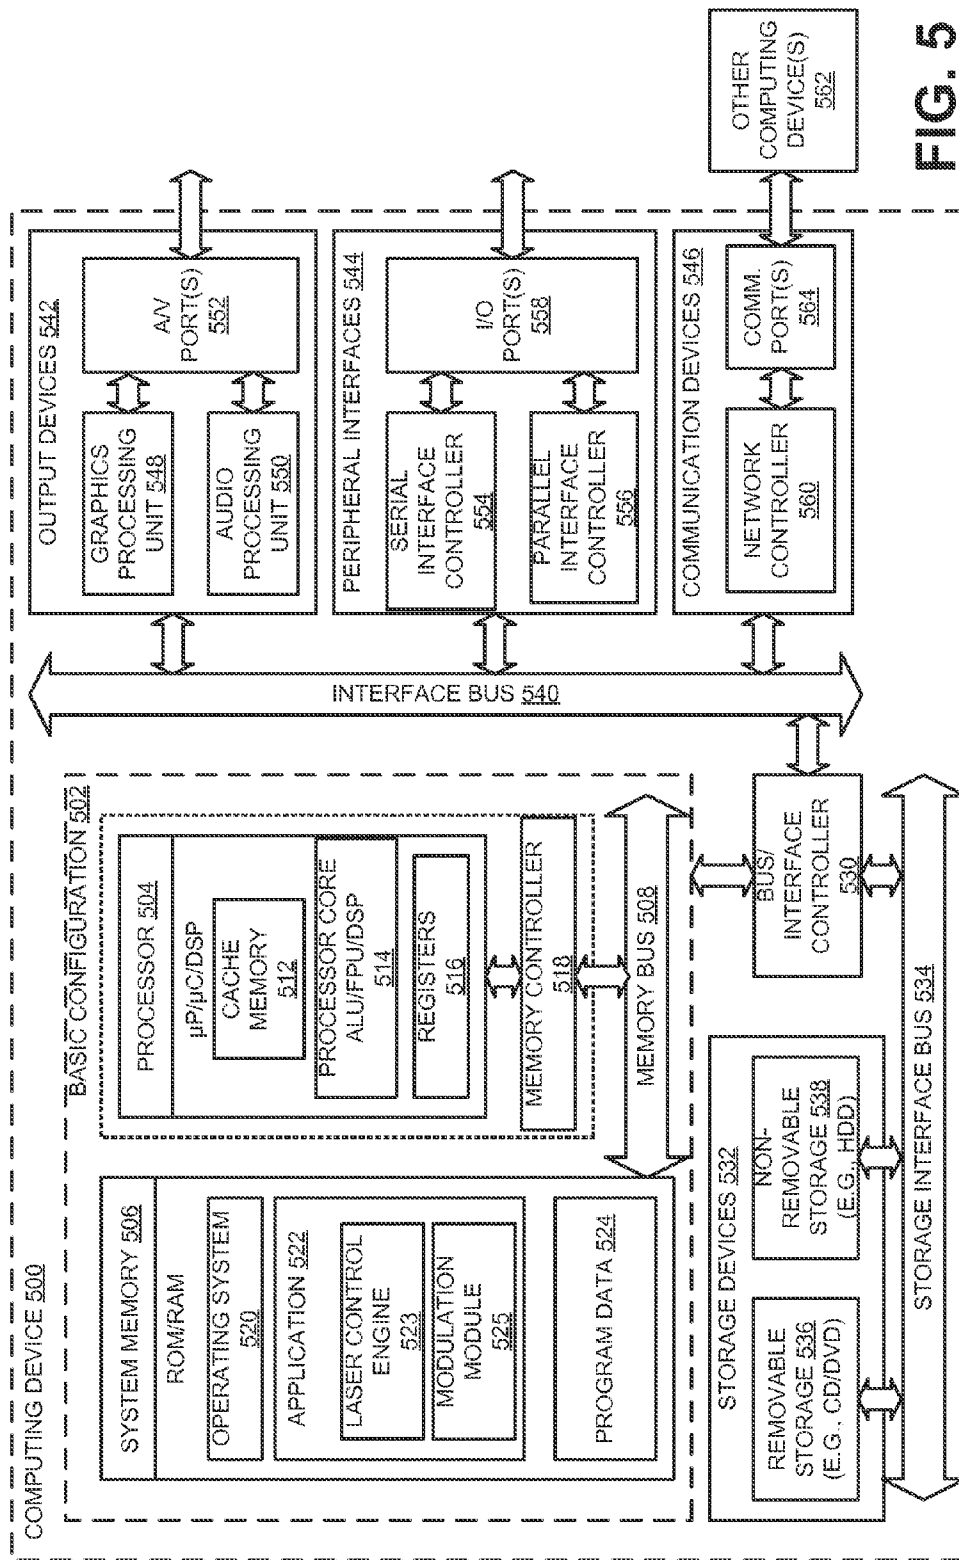 COMPUTING DEVICE 500
BASIC CONFIGURATION 502
SYSTEM MEMORY 506
ROM/RAM
OPERATING SYSTEM
520
APPLICATION 522
LASER CONTROL
ENGINE
523
MODULATION
MODULE
525
PROGRAM DATA 524
PROCESSOR 504
µP/µC/DSP
CACHE
MEMORY
512
PROCESSOR CORE
ALU/FPU/DSP
514
REGISTERS
516
MEMORY CONTROLLER
518
MEMORY BUS 508
STORAGE DEVICES 532
REMOVABLE
STORAGE 536
(E.G., CD/DVD)
NON-
REMOVABLE
STORAGE 538
(E.G., HDD)
STORAGE INTERFACE BUS 534
BUS/
INTERFACE
CONTROLLER
530
INTERFACE BUS 540
OUTPUT DEVICES 542
GRAPHICS
PROCESSING
UNIT 548
AUDIO
PROCESSING
UNIT 550
A/V
PORT(S)
552
PERIPHERAL INTERFACES 544
SERIAL
INTERFACE
CONTROLLER
554
PARALLEL
INTERFACE
CONTROLLER
556
I/O
PORT(S)
558
COMMUNICATION DEVICES 546
NETWORK
CONTROLLER
560
COMM.
PORT(S)
564
OTHER
COMPUTING
DEVICE(S)
562
FIG. 5